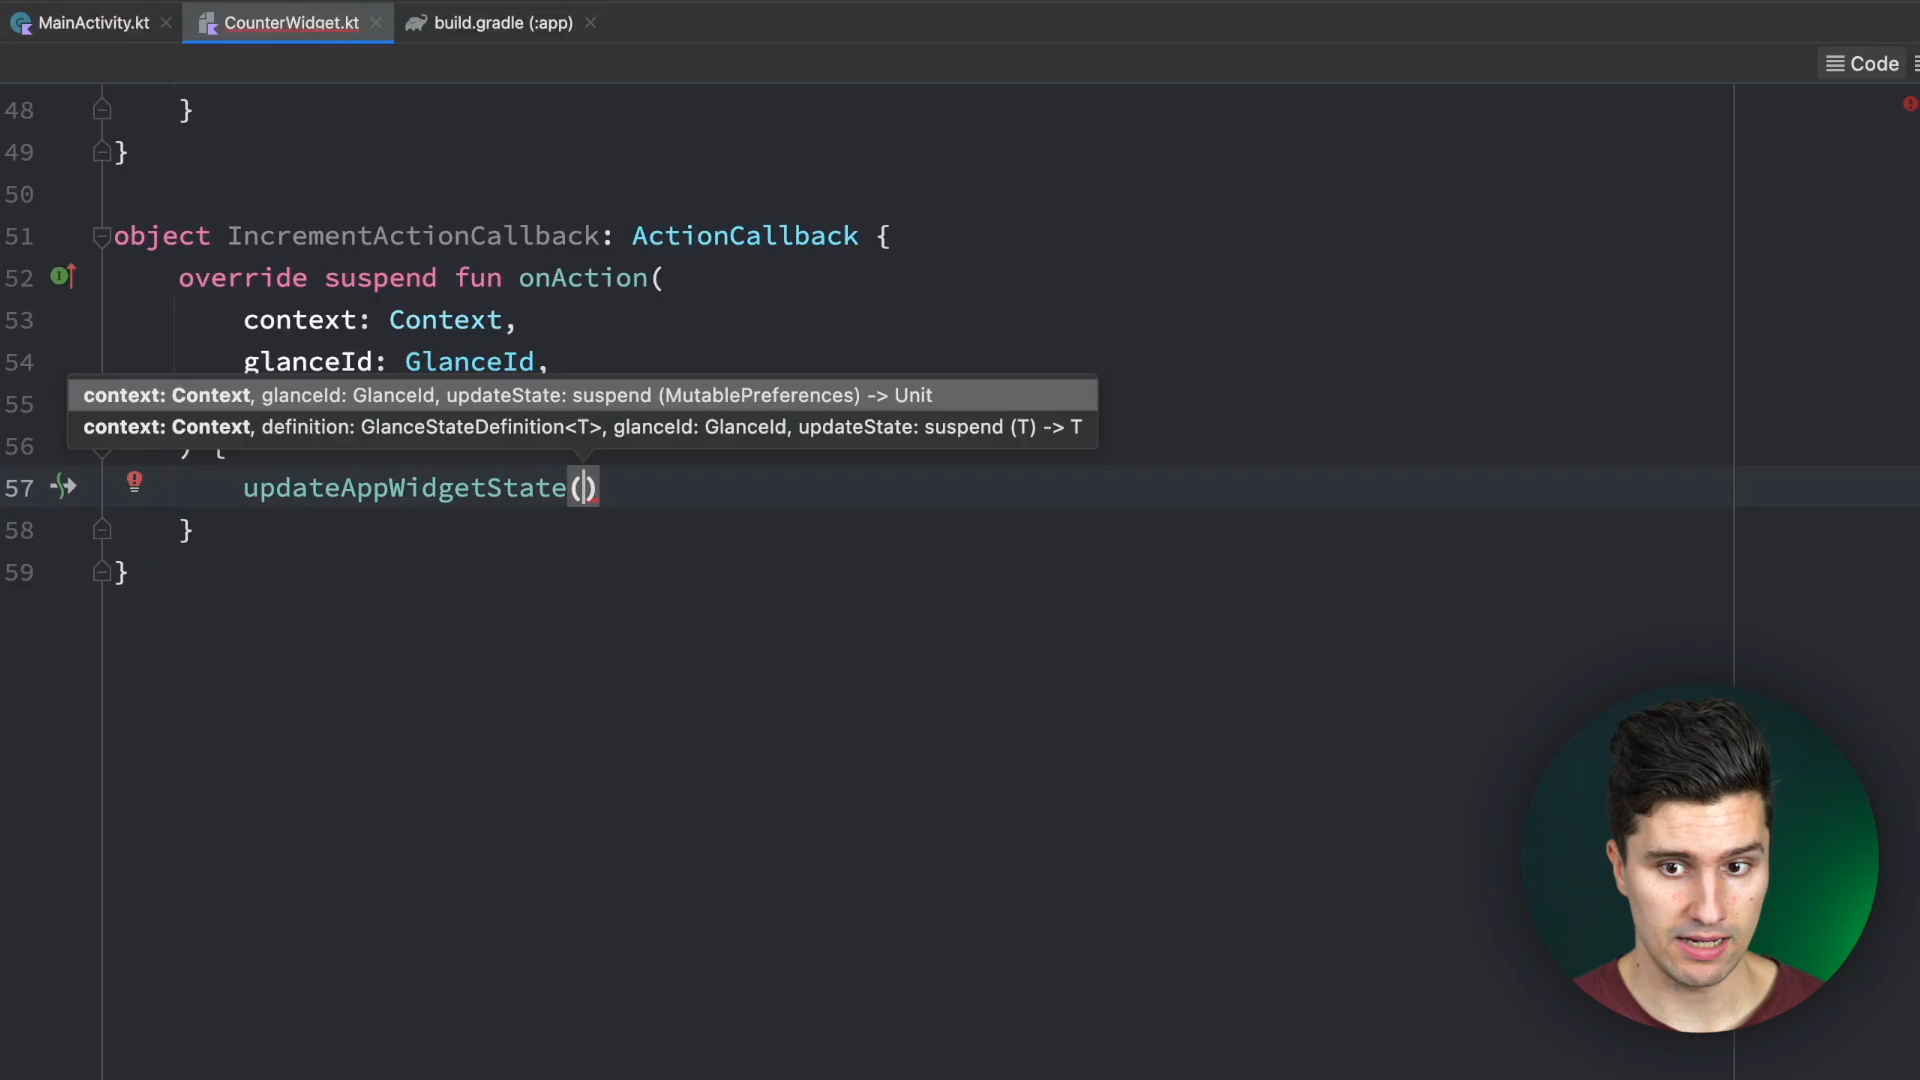 MainActivity.kt
CounterWidget.kt
build.gradle (:app)
Code
48 }
49 }
50
51 object IncrementActionCallback: ActionCallback {
52 override suspend fun onAction(
53 context: Context,
54 glanceId: GlanceId,
55
context: Context, glanceId: GlanceId, updateState: suspend (MutablePreferences) -> Unit
context: Context, definition: GlanceStateDefinition<T>, glanceId: GlanceId, updateState: suspend (T) -> T
56 ) {
57 updateAppWidgetState()
58 }
59 }